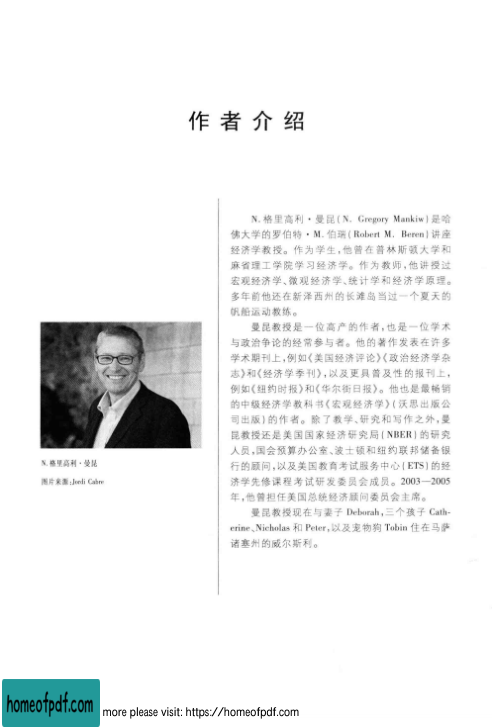 作者介绍
N. 格里高利·曼昆(N. Gregory Mankiw)是哈
佛大学的罗伯特·M. 伯瑞(Robert M. Beren)讲座
经济学教授。作为学生,他曾在普林斯顿大学和
麻省理工学院学习经济学。作为教师,他讲授过
宏观经济学、微观经济学、统计学和经济学原理。
多年前他还在新泽西州的长滩岛当过一个夏天的
帆船运动教练。
曼昆教授是一位高产的作者,也是一位学术
与政治争论的经常参与者。他的著作发表在许多
学术期刊上,例如《美国经济评论》《政治经济学杂
志》和《经济学季刊》,以及更具普及性的报刊上,
例如《纽约时报》和《华尔街日报》。他也是最畅销
的中级经济学教科书《宏观经济学》(沃思出版公
司出版)的作者。除了教学、研究和写作之外,曼
昆教授还是美国国家经济研究局(NBER)的研究
人员,国会预算办公室、波士顿和纽约联邦储备银
行的顾问,以及美国教育考试服务中心(ETS)的经
济学先修课程考试研发委员会成员。2003—2005
年,他曾担任美国总统经济顾问委员会主席。
曼昆教授现在与妻子 Deborah,三个孩子 Cath-
erine、Nicholas 和 Peter,以及宠物狗 Tobin 住在马萨
诸塞州的威尔斯利。
N. 格里高利·曼昆
图片来源:Jordi Cabre
homeofpdf.com
more please visit: https://homeofpdf.com